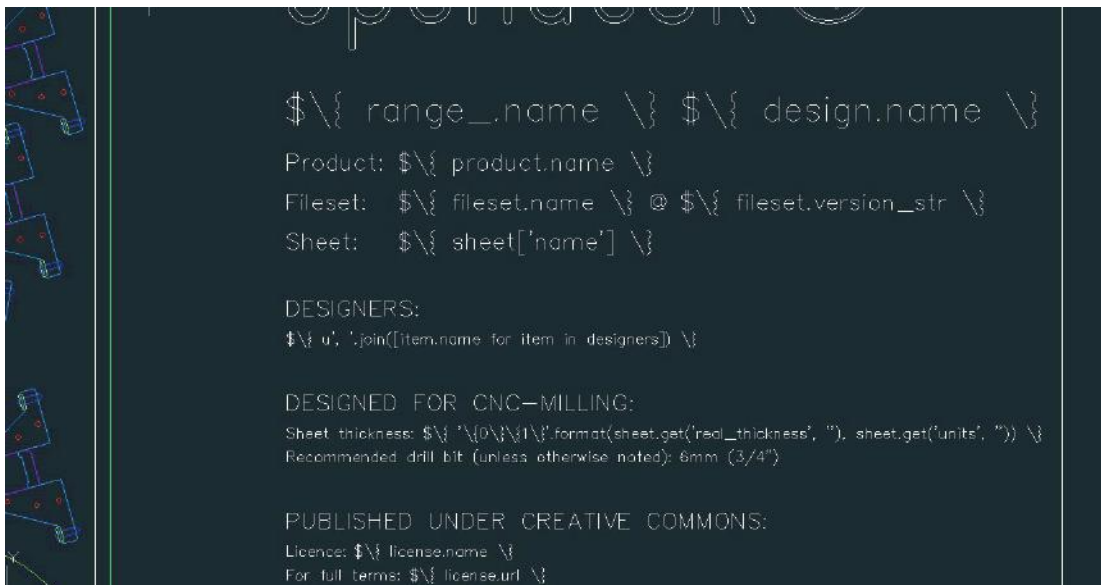 opendesk
$\{ range_.name \} $\{ design.name \}
Product: $\{ product.name \}
Fileset: $\{ fileset.name \} @ $\{ fileset.version_str \}
Sheet: $\{ sheet['name'] \}
DESIGNERS:
$\{ u', '.join([item.name for item in designers]) \}
DESIGNED FOR CNC-MILLING:
Sheet thickness: $\{ '\{0\}\{1\}'.format(sheet.get('real_thickness', ''), sheet.get('units', '')) \}
Recommended drill bit (unless otherwise noted): 6mm (3/4")
PUBLISHED UNDER CREATIVE COMMONS:
Licence: $\{ license.name \}
For full terms: $\{ license.url \}
Y